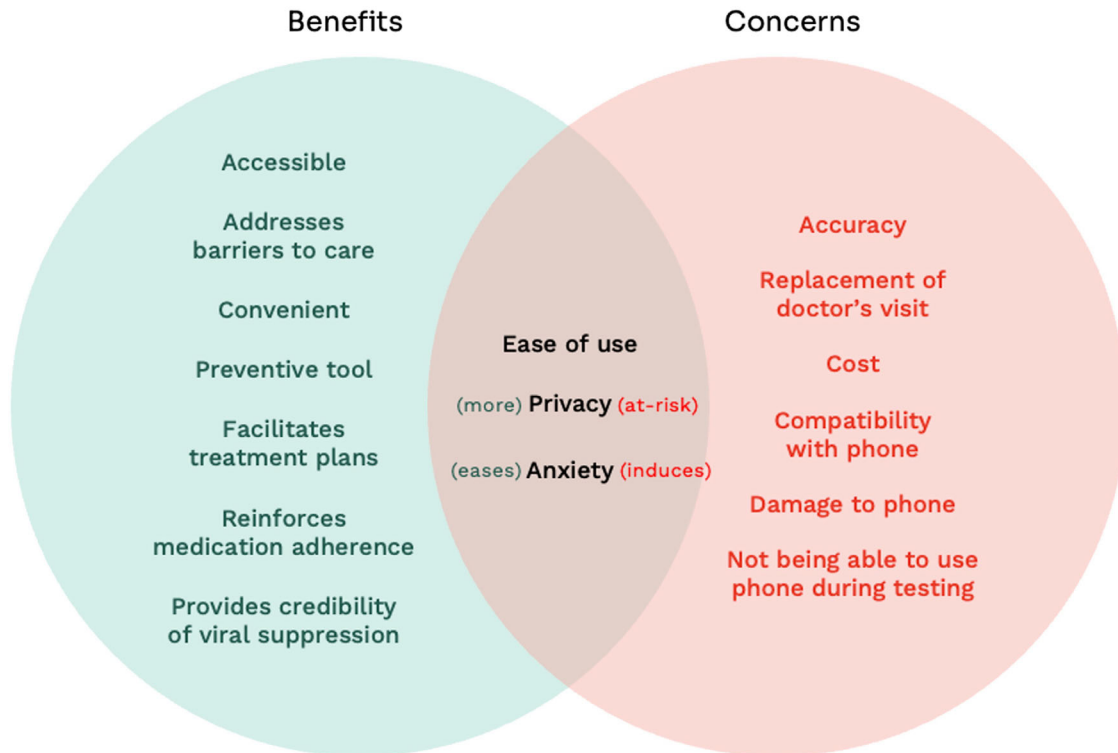 Benefits
Concerns
Accessible
Addresses
barriers to care
Convenient
Preventive tool
Facilitates
treatment plans
Reinforces
medication adherence
Provides credibility
of viral suppression
Ease of use
(more) Privacy (at-risk)
(eases) Anxiety (induces)
Accuracy
Replacement of
doctor’s visit
Cost
Compatibility
with phone
Damage to phone
Not being able to use
phone during testing